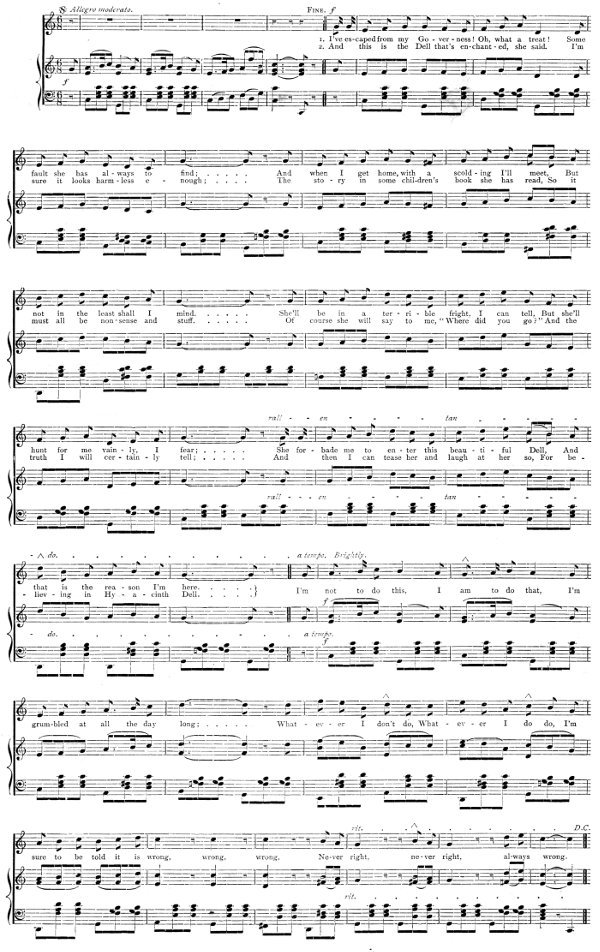 Allegro moderato.
FINE. f
1. I've es-caped from my Go - ver-ness! Oh, what a treat! Some
2. And this is the Dell that's en-chant-ed, she said. I'm
f
fault she has al - ways to find; . . . . . And when I get home, with a scold - ing I'll meet, But
sure it looks harm-less e - nough; . . . . . The sto - ry in some chil-dren's book she has read, So it
not in the least shall I mind. . . . . . She'll be in a ter - ri - ble fright, I can tell, But she'll
must all be non-sense and stuff. . . . . . Of course she will say to me, "Where did you go?" And the
rall - - en - - - - tan - - - -
hunt for me vain - ly, I fear; . . . . . She for - bade me to en - ter this beau - ti - ful Dell, And
truth I will cer - tain - ly tell; . . . . . And then I can tease her and laugh at her so, For be -
rall - - en - - - - tan - - - -
- do. a tempo. Brightly.
that is the rea - son I'm here. . . . . . } I'm not to do this, I am to do that, I'm
- liev - ing in Hy - a - cinth Dell. . . . . }
- do. a tempo.
f
grum-bled at all the day long; . . . . . What - ev - er I don't do, What - ev - er I do do, I'm
rit. D.C.
sure to be told it is wrong, wrong, wrong, Ne-ver right, ne-ver right, al-ways wrong.
rit.